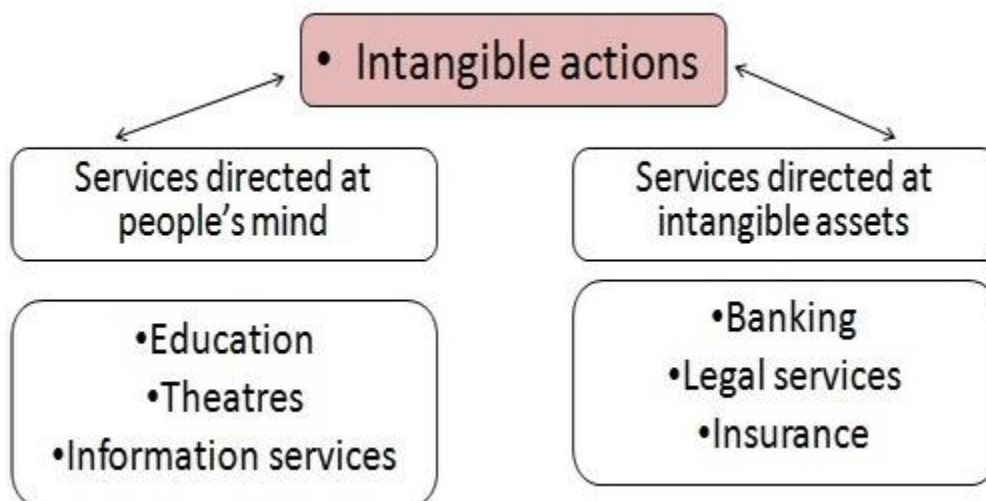 • Intangible actions
Services directed at
people's mind
Services directed at
intangible assets
•Education
•Theatres
•Information services
•Banking
•Legal services
•Insurance